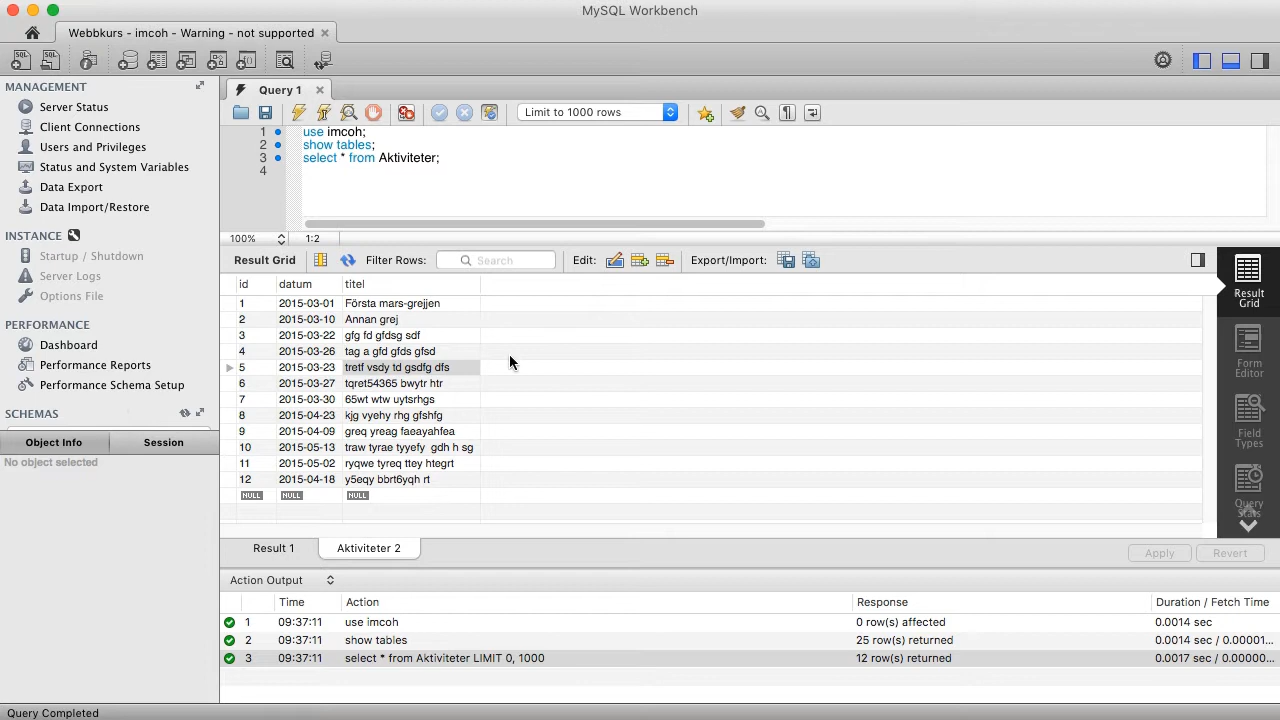 MySQL Workbench
Webbkurs - imcoh - Warning - not supported
MANAGEMENT
Server Status
Client Connections
Users and Privileges
Status and System Variables
Data Export
Data Import/Restore
INSTANCE
Startup / Shutdown
Server Logs
Options File
PERFORMANCE
Dashboard
Performance Reports
Performance Schema Setup
SCHEMAS
Object Info Session
No object selected
Query 1
Limit to 1000 rows
1 use imcoh;
2 show tables;
3 select * from Aktiviteter;
4
100% 1:2
Result Grid Filter Rows: Search Edit: Export/Import:
id datum titel
1 2015-03-01 Första mars-grejjen
2 2015-03-10 Annan grej
3 2015-03-22 gfg fd gfdsg sdf
4 2015-03-26 tag a gfd gfds gfsd
5 2015-03-23 tretf vsdy td gsdfg dfs
6 2015-03-27 tqret54365 bwytr htr
7 2015-03-30 65wt wtw uytsrhgs
8 2015-04-23 kjg vyehy rhg gfshfg
9 2015-04-09 greq yreag faeayahfea
10 2015-05-13 traw tyrae tyyefy gdh h sg
11 2015-05-02 ryqwe tyreq ttey htegrt
12 2015-04-18 y5eqy bbrt6yqh rt
NULL NULL NULL
Result
Grid
Form
Editor
Field
Types
Query
Stats
Result 1 Aktiviteter 2
Apply Revert
Action Output
Time Action Response Duration / Fetch Time
1 09:37:11 use imcoh 0 row(s) affected 0.0014 sec
2 09:37:11 show tables 25 row(s) returned 0.0014 sec / 0.00001...
3 09:37:11 select * from Aktiviteter LIMIT 0, 1000 12 row(s) returned 0.0017 sec / 0.00000...
Query Completed